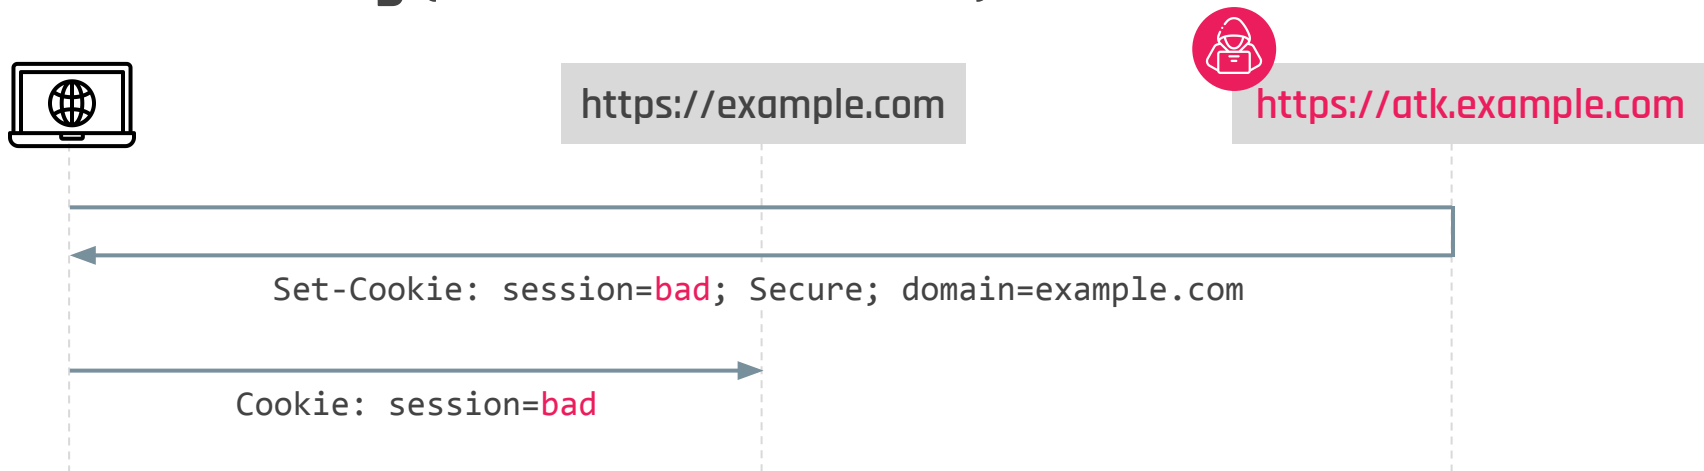 https://example.com
https://atk.example.com
Set-Cookie: session=bad; Secure; domain=example.com
Cookie: session=bad